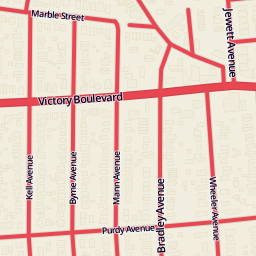 Marble Street
Jewett Avenue
Victory Boulevard
Kell Avenue
Byrne Avenue
Mann Avenue
Bradley Avenue
Wheeler Avenue
Purdy Avenue